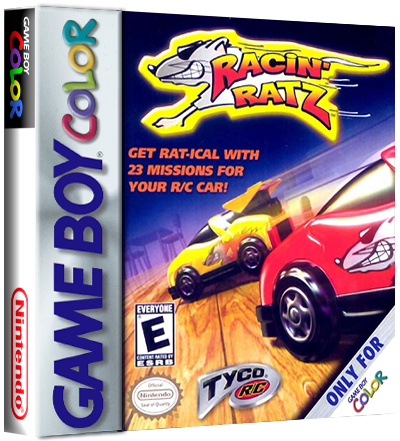 GAME BOY
COLOR
Nintendo
GAME BOY COLOR
RACIN'
RATZ™
GET RAT-ICAL WITH
23 MISSIONS FOR
YOUR R/C CAR!
EVERYONE
E
CONTENT RATED BY
ESRB
Official
Nintendo
Seal of Quality
TYCO R/C
ONLY FOR
GAME BOY
COLOR